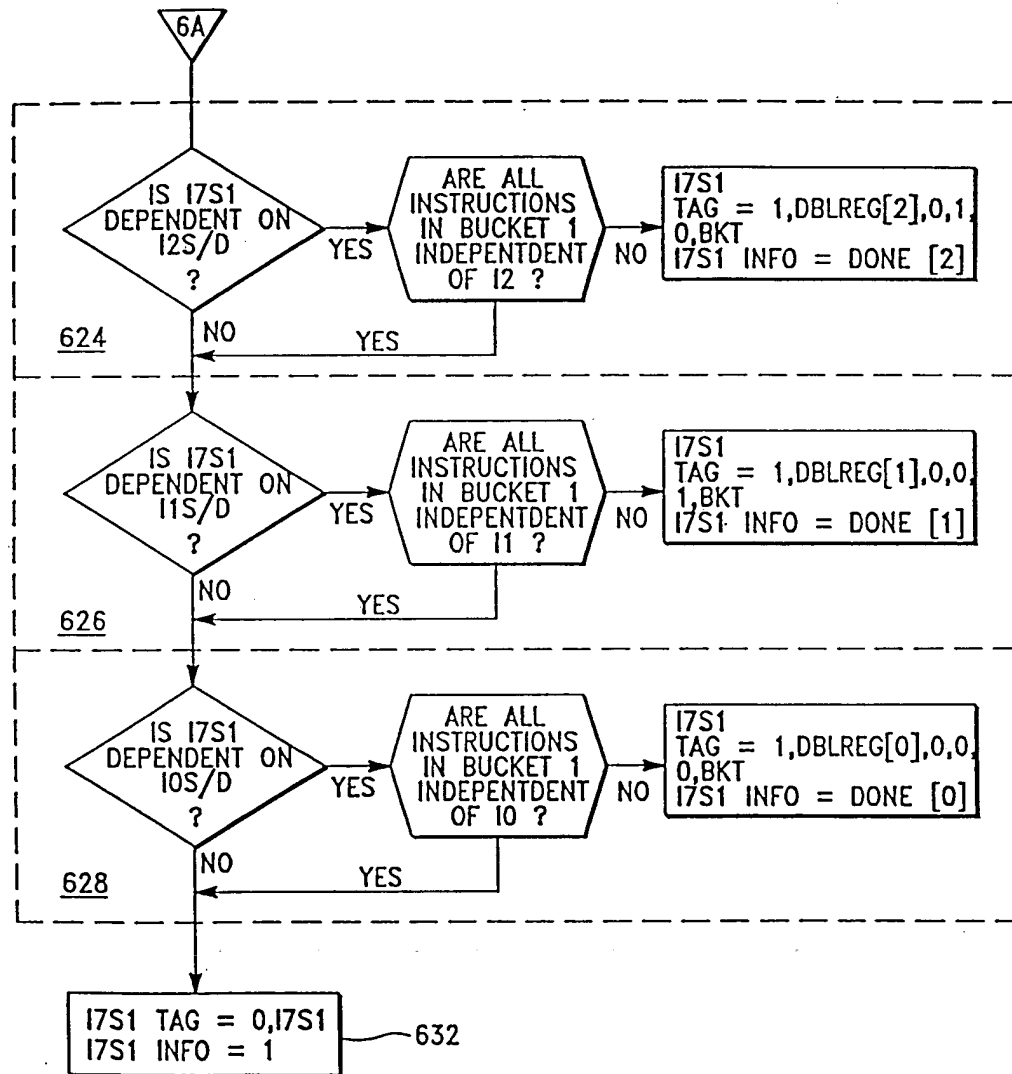 6A
IS I7S1
DEPENDENT ON
I2S/D
?
YES
NO
ARE ALL
INSTRUCTIONS
IN BUCKET 1
INDEPENTDENT
OF I2 ?
NO
YES
I7S1
TAG = 1,DBLREG[2],0,1,
0,BKT
I7S1 INFO = DONE [2]
624
IS I7S1
DEPENDENT ON
I1S/D
?
YES
NO
ARE ALL
INSTRUCTIONS
IN BUCKET 1
INDEPENTDENT
OF I1 ?
NO
YES
I7S1
TAG = 1,DBLREG[1],0,0,
1,BKT
I7S1 INFO = DONE [1]
626
IS I7S1
DEPENDENT ON
I0S/D
?
YES
NO
ARE ALL
INSTRUCTIONS
IN BUCKET 1
INDEPENTDENT
OF I0 ?
NO
YES
I7S1
TAG = 1,DBLREG[0],0,0,
0,BKT
I7S1 INFO = DONE [0]
628
I7S1 TAG = 0,I7S1
I7S1 INFO = 1
632